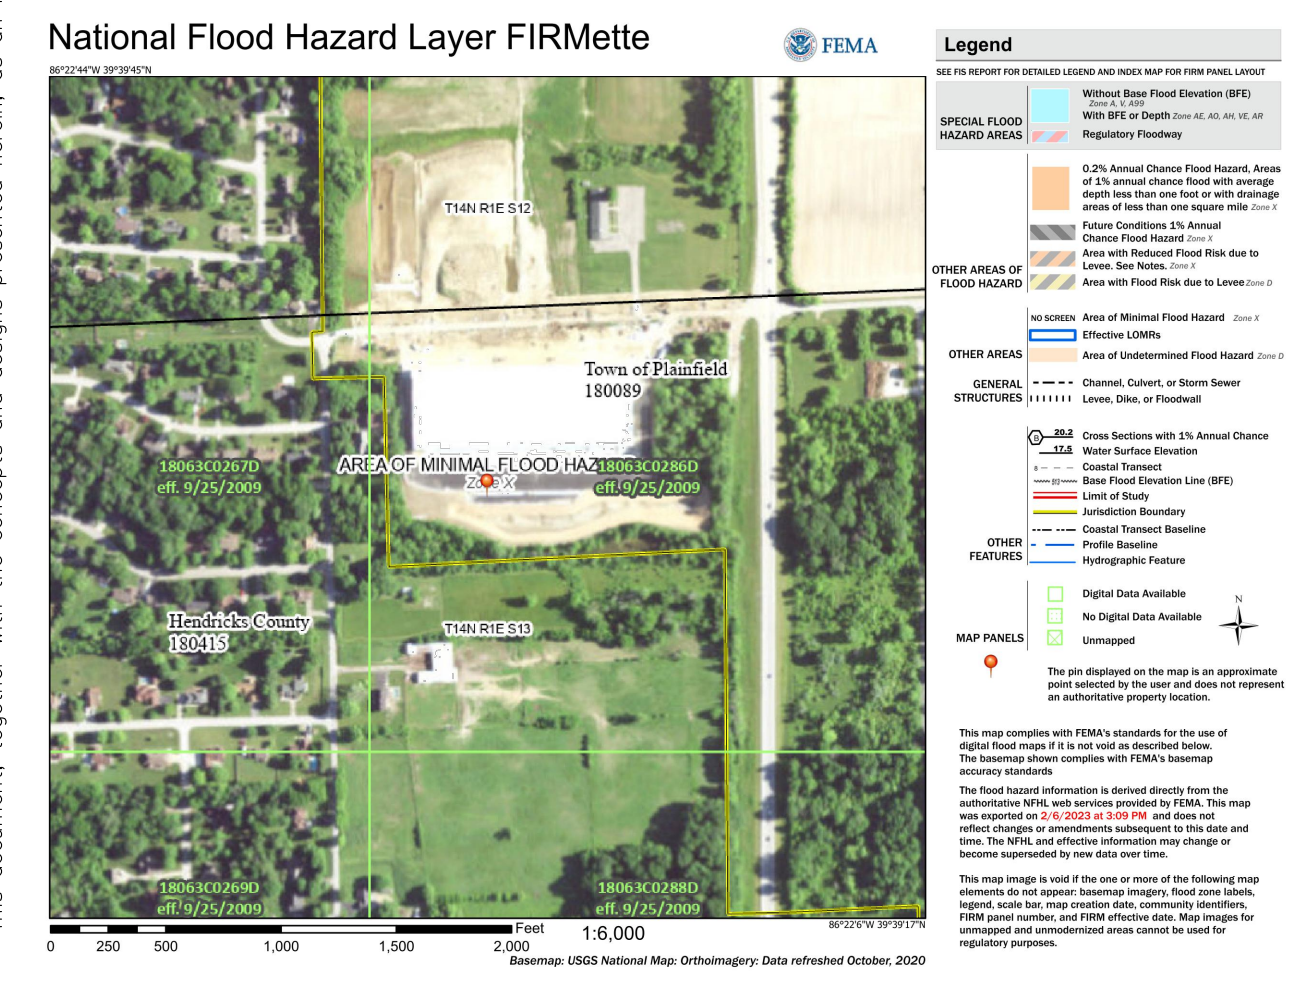 National Flood Hazard Layer FIRMette
FEMA
86°22'44"W 39°39'45"N
T14N R1E S12
Town of Plainfield
180089
AREA OF MINIMAL FLOOD HAZ
Zone X
18063C0267D
eff. 9/25/2009
18063C0286D
eff. 9/25/2009
Hendricks County
180415
T14N R1E S13
18063C0269D
eff. 9/25/2009
18063C0288D
eff. 9/25/2009
86°22'6"W 39°39'17"N
Feet
1:6,000
0 250 500 1,000 1,500 2,000
Basemap: USGS National Map: Orthoimagery: Data refreshed October, 2020
Legend
SEE FIS REPORT FOR DETAILED LEGEND AND INDEX MAP FOR FIRM PANEL LAYOUT
SPECIAL FLOOD
HAZARD AREAS
Without Base Flood Elevation (BFE)
Zone A, V, A99
With BFE or Depth Zone AE, AO, AH, VE, AR
Regulatory Floodway
0.2% Annual Chance Flood Hazard, Areas
of 1% annual chance flood with average
depth less than one foot or with drainage
areas of less than one square mile Zone X
Future Conditions 1% Annual
Chance Flood Hazard Zone X
Area with Reduced Flood Risk due to
Levee. See Notes. Zone X
Area with Flood Risk due to Levee Zone D
OTHER AREAS OF
FLOOD HAZARD
NO SCREEN Area of Minimal Flood Hazard Zone X
Effective LOMRs
OTHER AREAS
Area of Undetermined Flood Hazard Zone D
GENERAL
STRUCTURES
Channel, Culvert, or Storm Sewer
Levee, Dike, or Floodwall
B 20.2
17.5
Cross Sections with 1% Annual Chance
Water Surface Elevation
8 Coastal Transect
513 Base Flood Elevation Line (BFE)
Limit of Study
Jurisdiction Boundary
Coastal Transect Baseline
OTHER
FEATURES
Profile Baseline
Hydrographic Feature
MAP PANELS
Digital Data Available
No Digital Data Available
Unmapped
N
The pin displayed on the map is an approximate
point selected by the user and does not represent
an authoritative property location.
This map complies with FEMA's standards for the use of
digital flood maps if it is not void as described below.
The basemap shown complies with FEMA's basemap
accuracy standards
The flood hazard information is derived directly from the
authoritative NFHL web services provided by FEMA. This map
was exported on 2/6/2023 at 3:09 PM and does not
reflect changes or amendments subsequent to this date and
time. The NFHL and effective information may change or
become superseded by new data over time.
This map image is void if the one or more of the following map
elements do not appear: basemap imagery, flood zone labels,
legend, scale bar, map creation date, community identifiers,
FIRM panel number, and FIRM effective date. Map images for
unmapped and unmodernized areas cannot be used for
regulatory purposes.